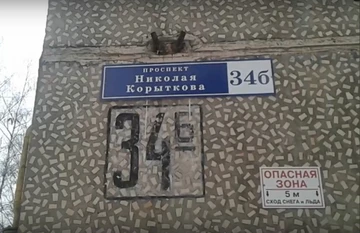 ПРОСПЕКТ
Николая
Корыткова
34б
34Б
ОПАСНАЯ
ЗОНА
5 м
СХОД СНЕГА и ЛЬДА